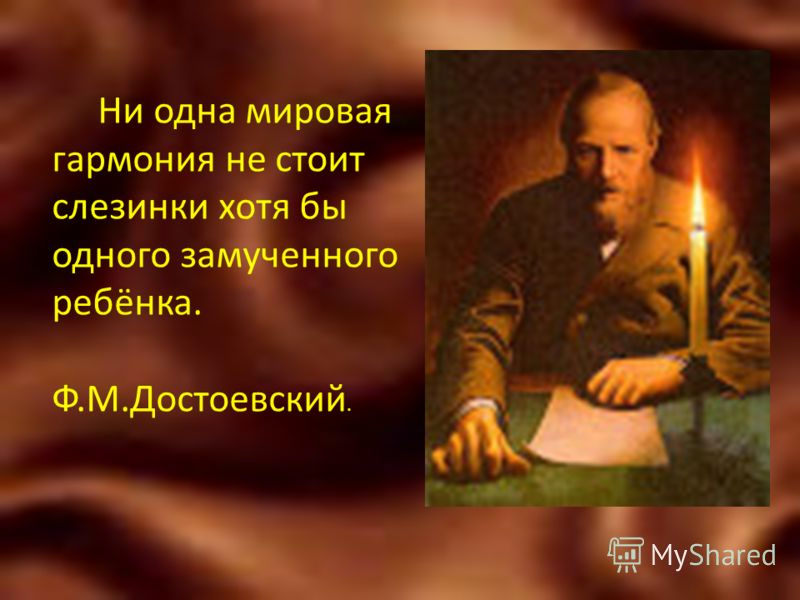 Ни одна мировая
гармония не стоит
слезинки хотя бы
одного замученного
ребёнка.
Ф.М.Достоевский.
MyShared